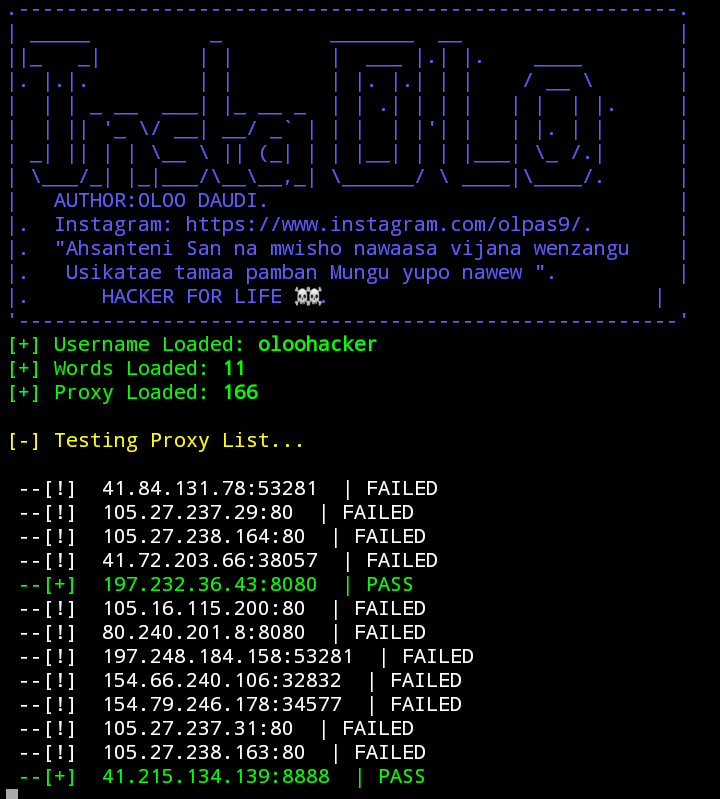 InstaOLO
AUTHOR:OLOO DAUDI.
Instagram: https://www.instagram.com/olpas9/.
"Ahsanteni San na mwisho nawaasa vijana wenzangu
Usikatae tamaa pamban Mungu yupo nawew ".
HACKER FOR LIFE ☠☠.
[+] Username Loaded: oloohacker
[+] Words Loaded: 11
[+] Proxy Loaded: 166
[-] Testing Proxy List...
--[!] 41.84.131.78:53281 | FAILED
--[!] 105.27.237.29:80 | FAILED
--[!] 105.27.238.164:80 | FAILED
--[!] 41.72.203.66:38057 | FAILED
--[+] 197.232.36.43:8080 | PASS
--[!] 105.16.115.200:80 | FAILED
--[!] 80.240.201.8:8080 | FAILED
--[!] 197.248.184.158:53281 | FAILED
--[!] 154.66.240.106:32832 | FAILED
--[!] 154.79.246.178:34577 | FAILED
--[!] 105.27.237.31:80 | FAILED
--[!] 105.27.238.163:80 | FAILED
--[+] 41.215.134.139:8888 | PASS